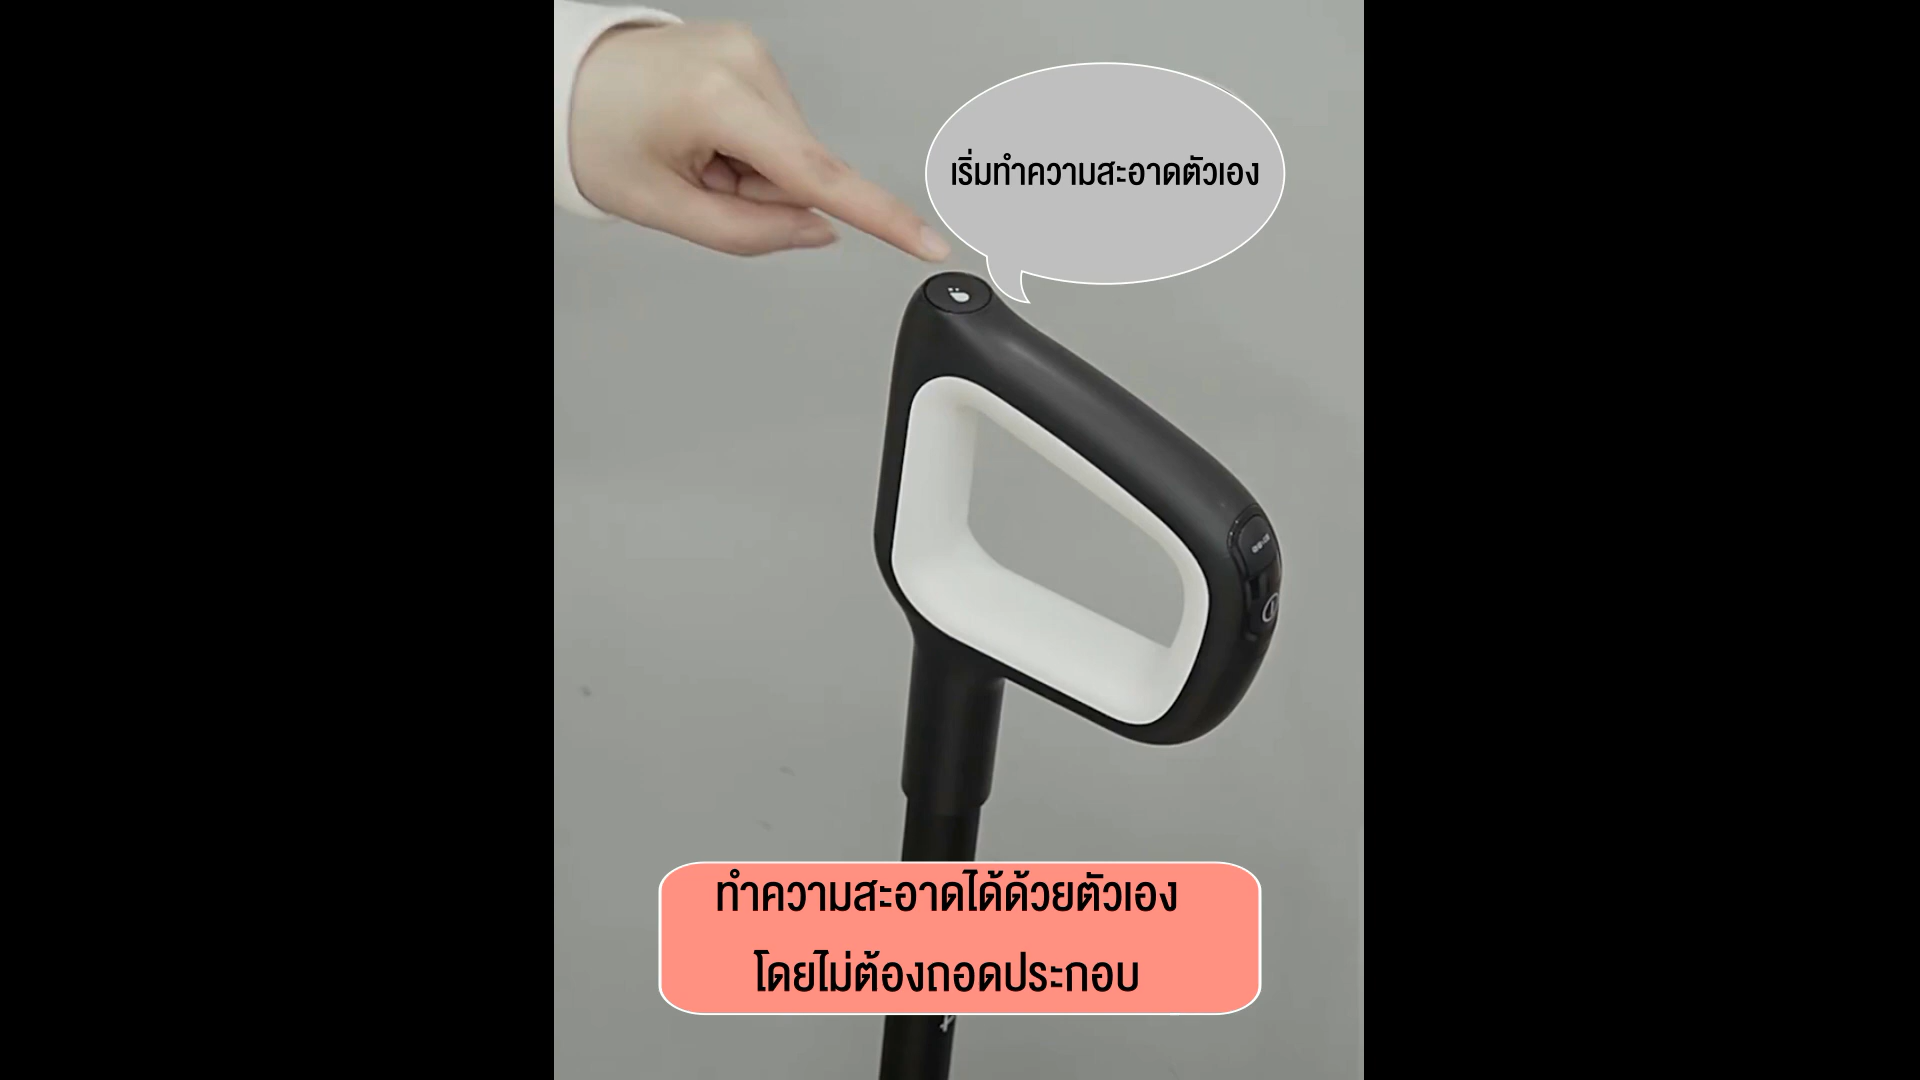 เริ่มทำความสะอาดตัวเอง
ทำความสะอาดได้ด้วยตัวเอง
โดยไม่ต้องถอดประกอบ